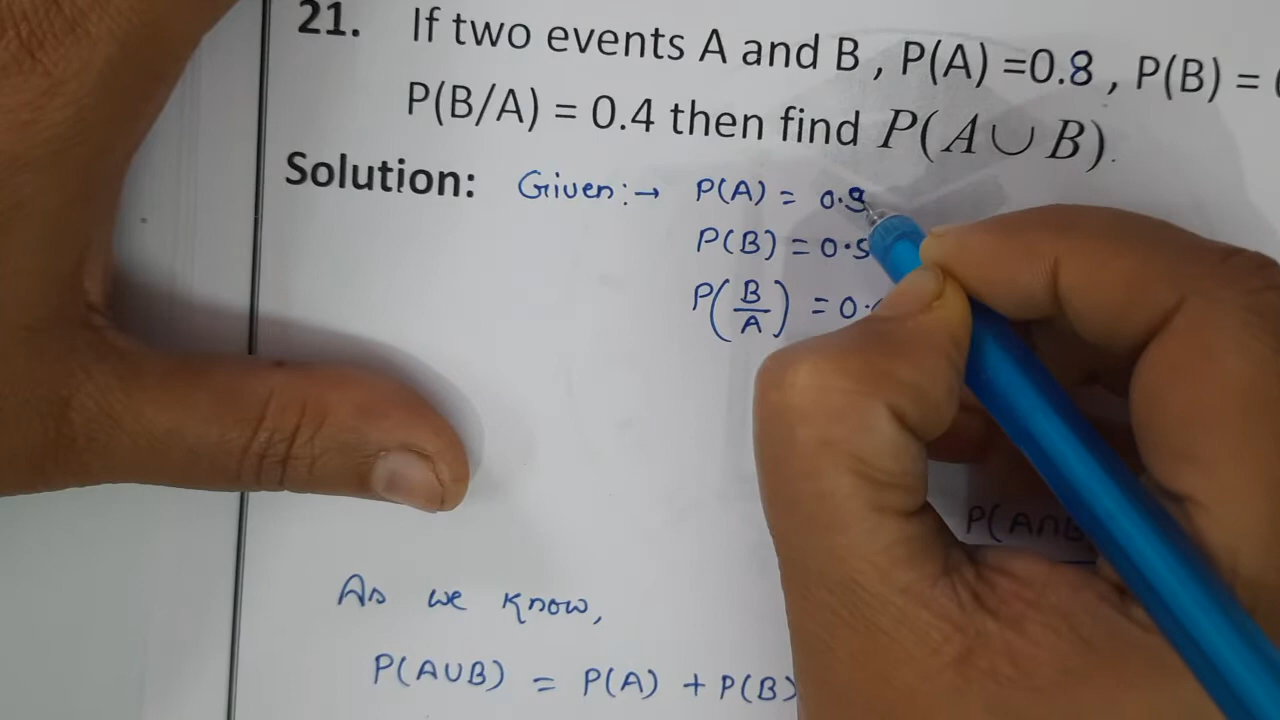 21. If two events A and B , P(A) =0.8 , P(B) =
P(B/A) = 0.4 then find P(A∪B).
Solution: Given:→ P(A) =
P(B) = 0.5
P(B/A) = 0.
P(A∩B
As we know,
P(A∪B) = P(A) + P(B)